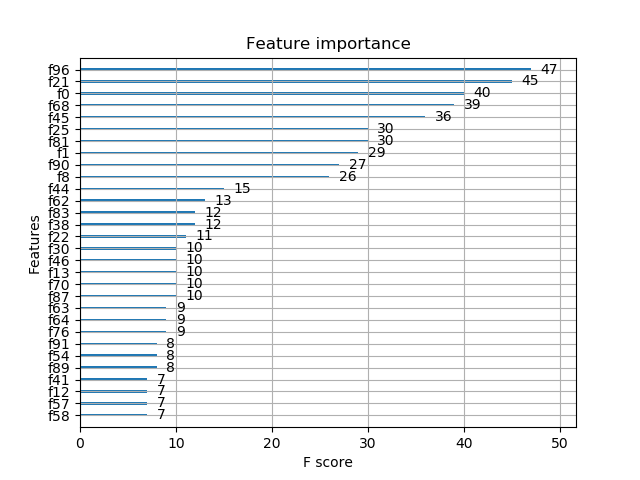 Feature importance
f96 47
f21 45
f0 40
f68 39
f45 36
f25 30
f81 30
f1 29
f90 27
f8 26
f44 15
f62 13
f83 12
f38 12
f22 11
f30 10
f46 10
f13 10
f70 10
f87 10
f63 9
f64 9
f76 9
f91 8
f54 8
f89 8
f41 7
f12 7
f57 7
f58 7
Features
0 10 20 30 40 50
F score